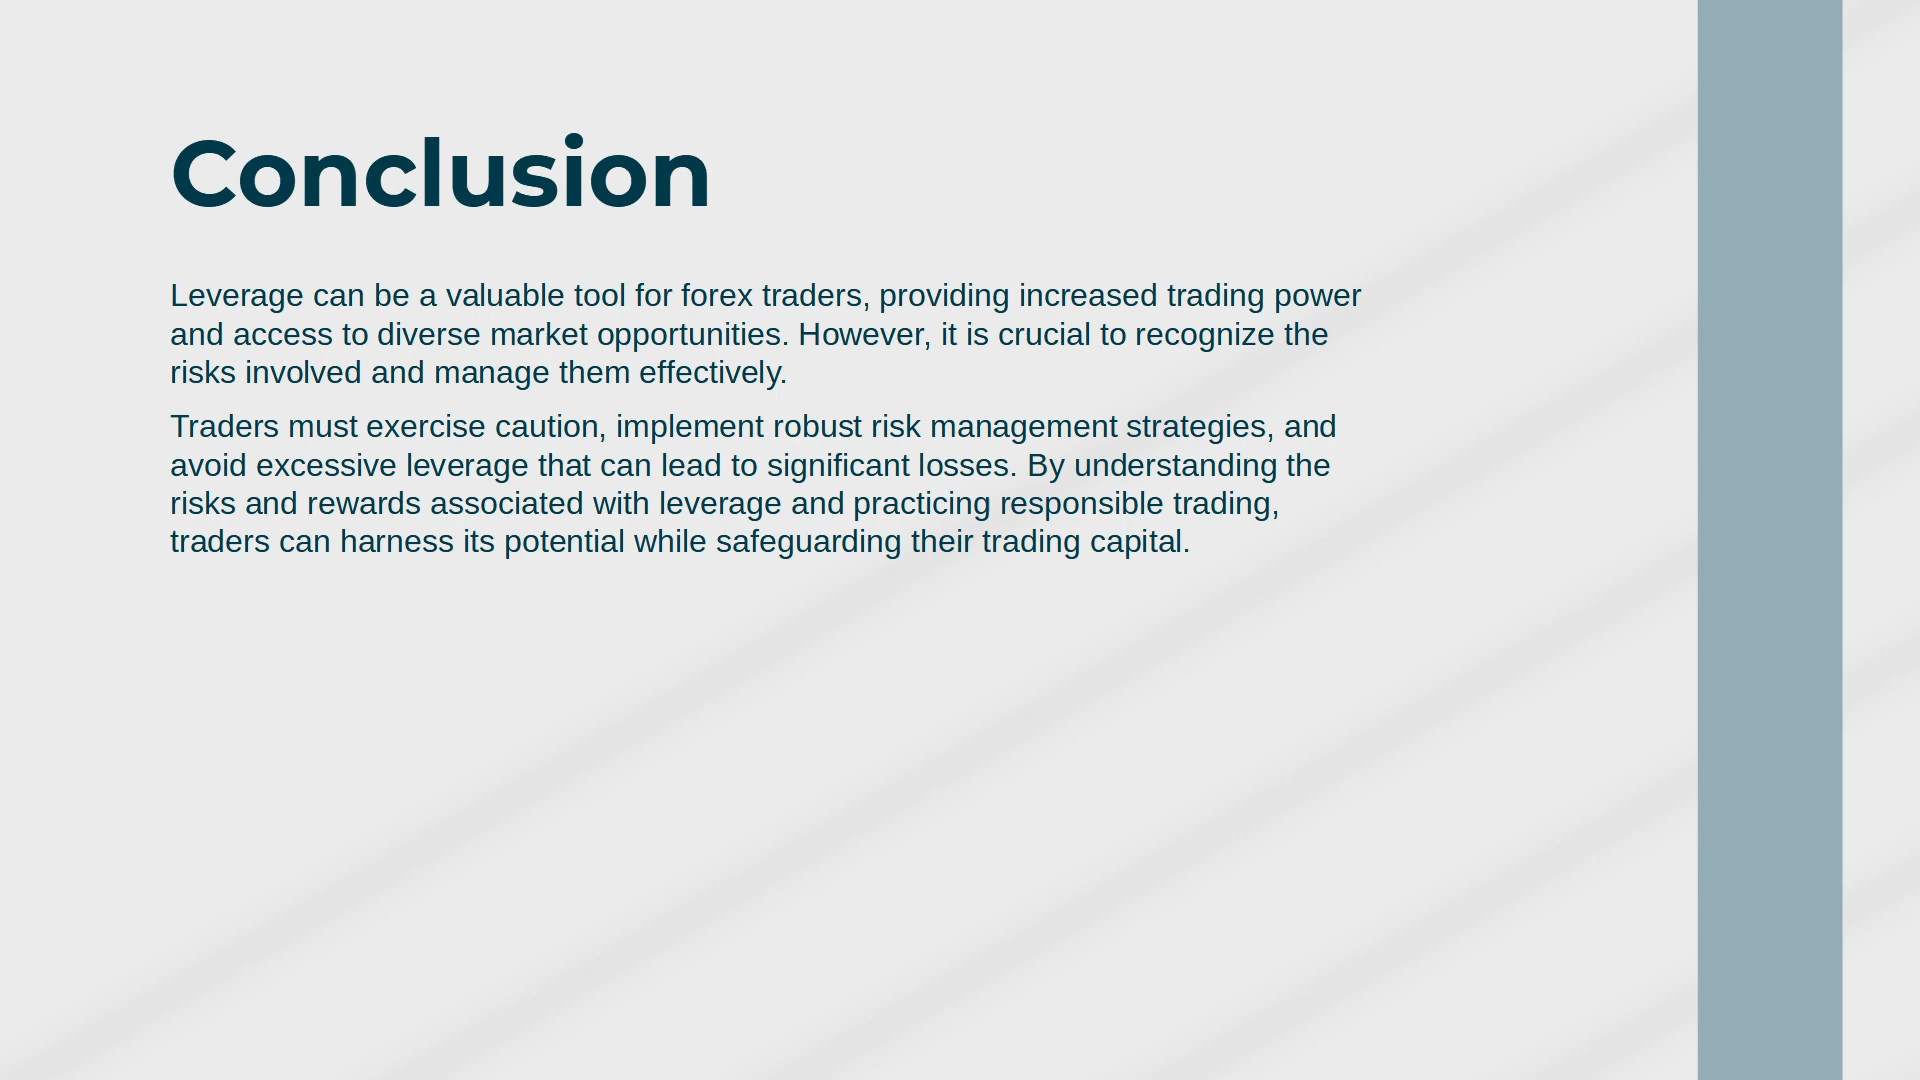 Conclusion
Leverage can be a valuable tool for forex traders, providing increased trading power
and access to diverse market opportunities. However, it is crucial to recognize the
risks involved and manage them effectively.
Traders must exercise caution, implement robust risk management strategies, and
avoid excessive leverage that can lead to significant losses. By understanding the
risks and rewards associated with leverage and practicing responsible trading,
traders can harness its potential while safeguarding their trading capital.